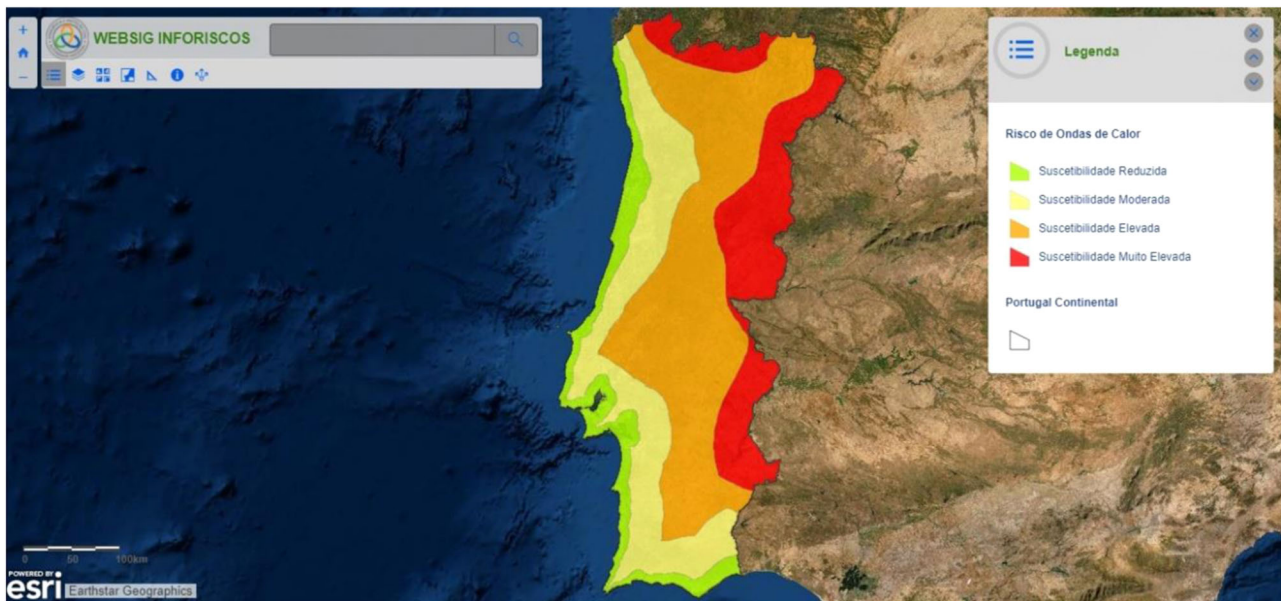 WEBSIG INFORISCOS
Legenda
Risco de Ondas de Calor
Suscetibilidade Reduzida
Suscetibilidade Moderada
Suscetibilidade Elevada
Suscetibilidade Muito Elevada
Portugal Continental
0 50 100km
POWERED BY
esri Earthstar Geographics